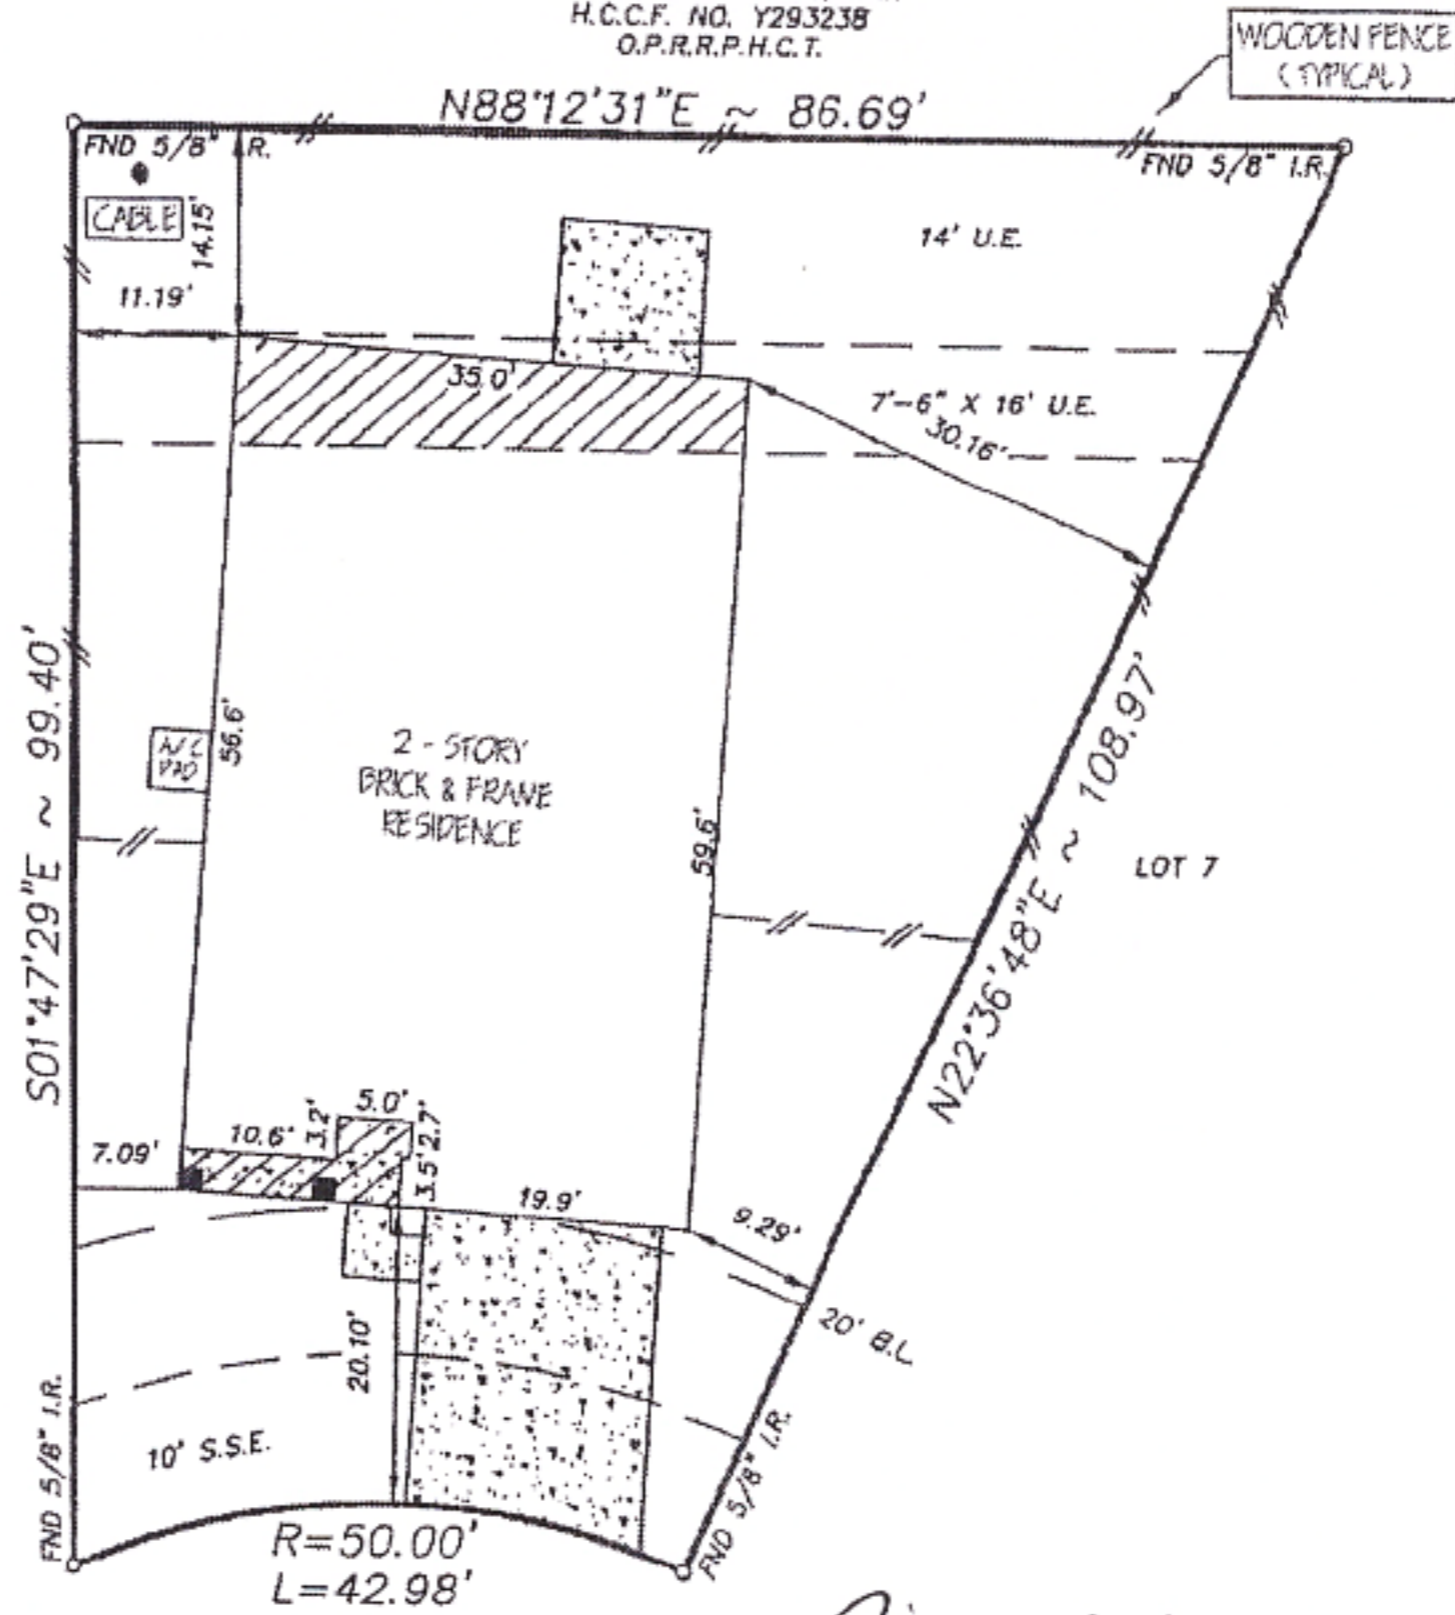 H.C.C.F. NO. Y293238
O.P.R.R.P.H.C.T.
WOODEN FENCE
(TYPICAL)
N88°12'31"E ~ 86.69'
FND 5/8" I.R.
FND 5/8" I.R.
CABLE
14.15'
14' U.E.
11.19'
35.0'
7'-6" X 16' U.E.
30.16'
S01°47'29"E ~ 99.40'
56.6'
A/C
PAD
2 - STORY
BRICK & FRAME
RESIDENCE
59.6'
N22°36'48"E ~ 108.97'
LOT 7
5.0'
10.6'
3.2'
2.7'
3.5'
7.09'
19.9'
9.29'
20' B.L.
20.10'
10' S.S.E.
FND 5/8" I.R.
FND 5/8" I.R.
R=50.00'
L=42.98'